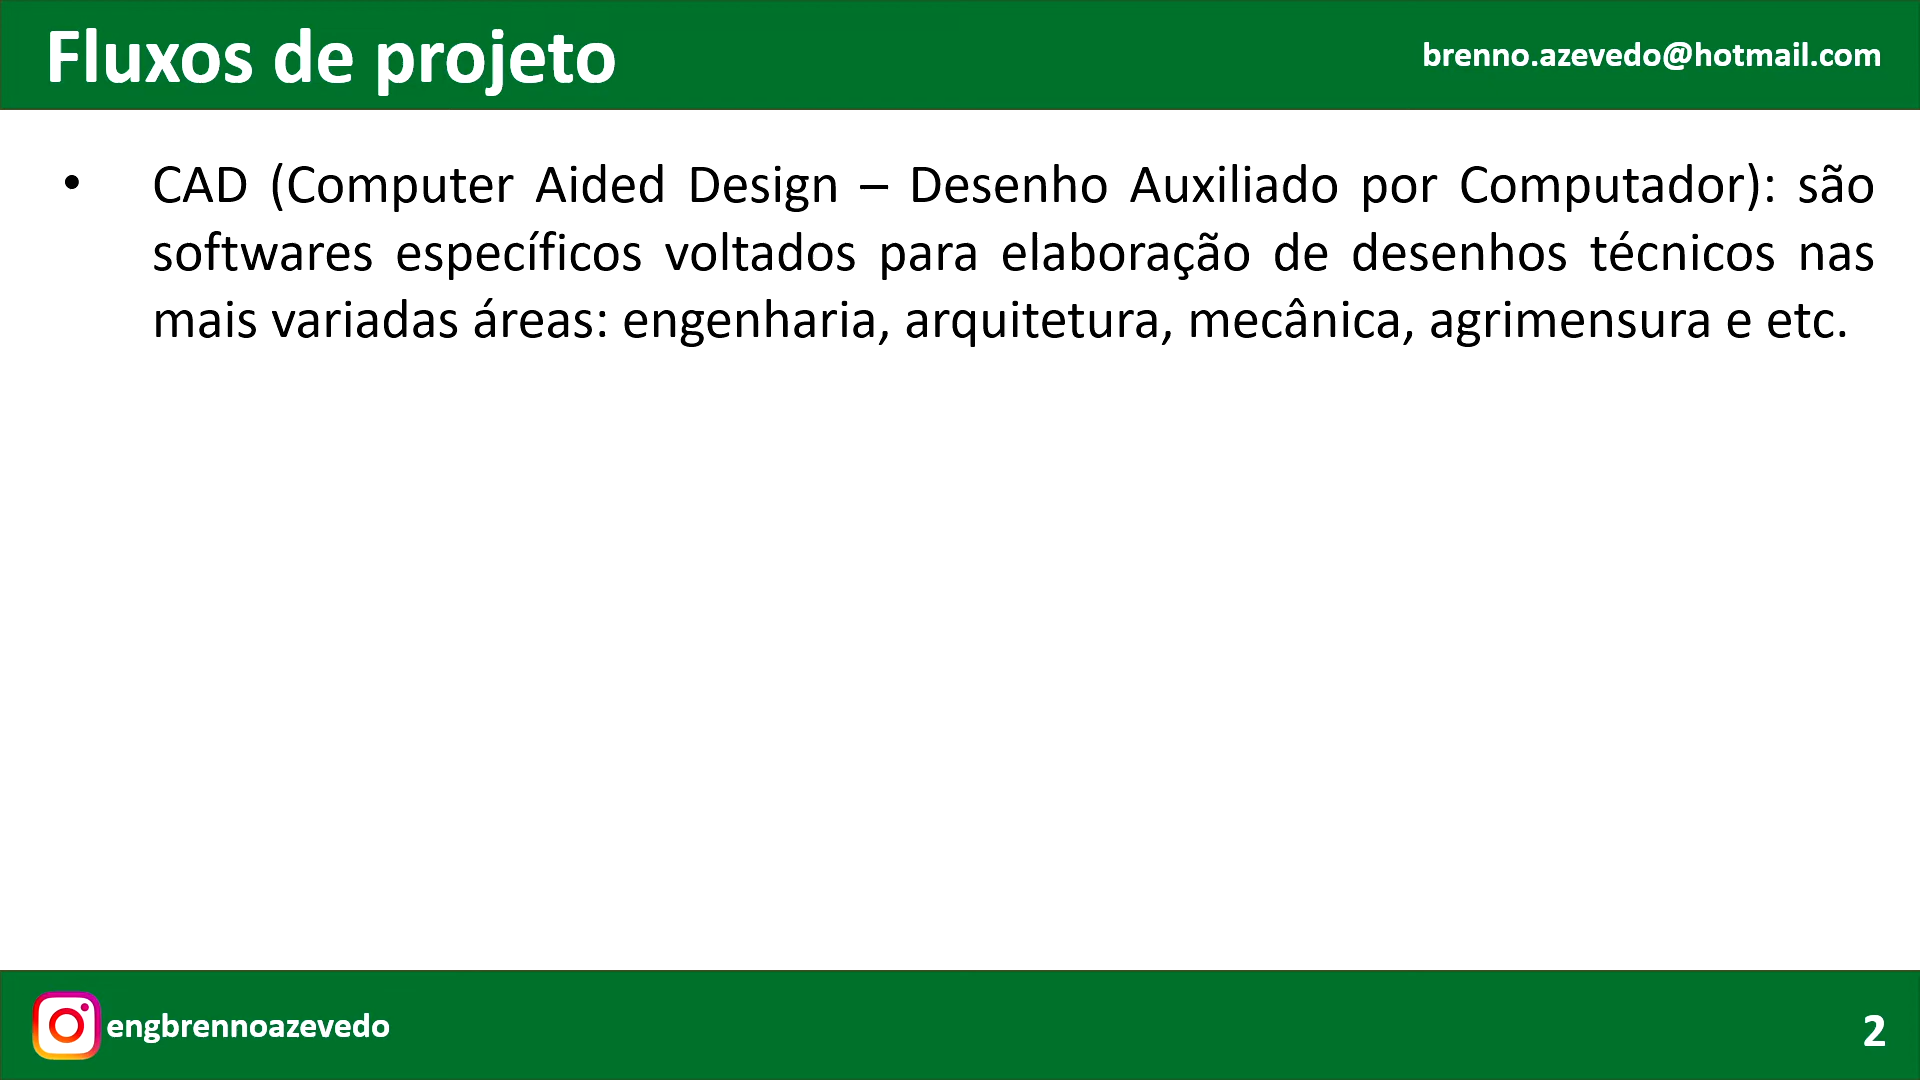 Fluxos de projeto
brenno.azevedo@hotmail.com
• CAD (Computer Aided Design – Desenho Auxiliado por Computador): são
softwares específicos voltados para elaboração de desenhos técnicos nas
mais variadas áreas: engenharia, arquitetura, mecânica, agrimensura e etc.
engbrennoazevedo
2